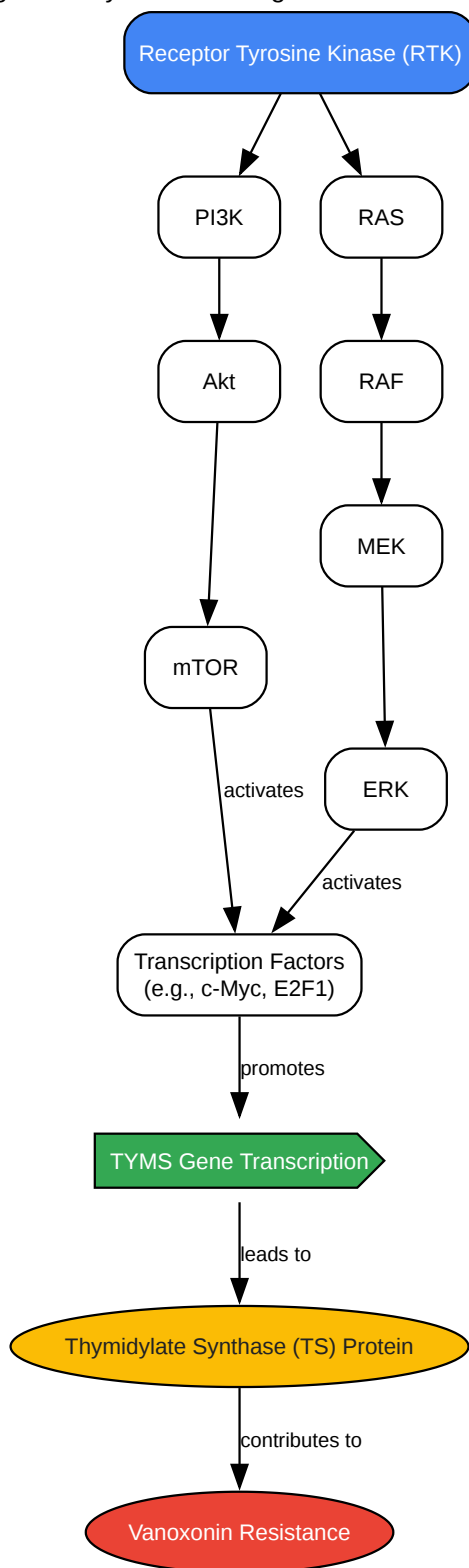 Receptor Tyrosine Kinase (RTK)
PI3K
RAS
Akt
RAF
MEK
mTOR
activates
ERK
activates
Transcription Factors
(e.g., c-Myc, E2F1)
promotes
TYMS Gene Transcription
leads to
Thymidylate Synthase (TS) Protein
contributes to
Vanoxonin Resistance